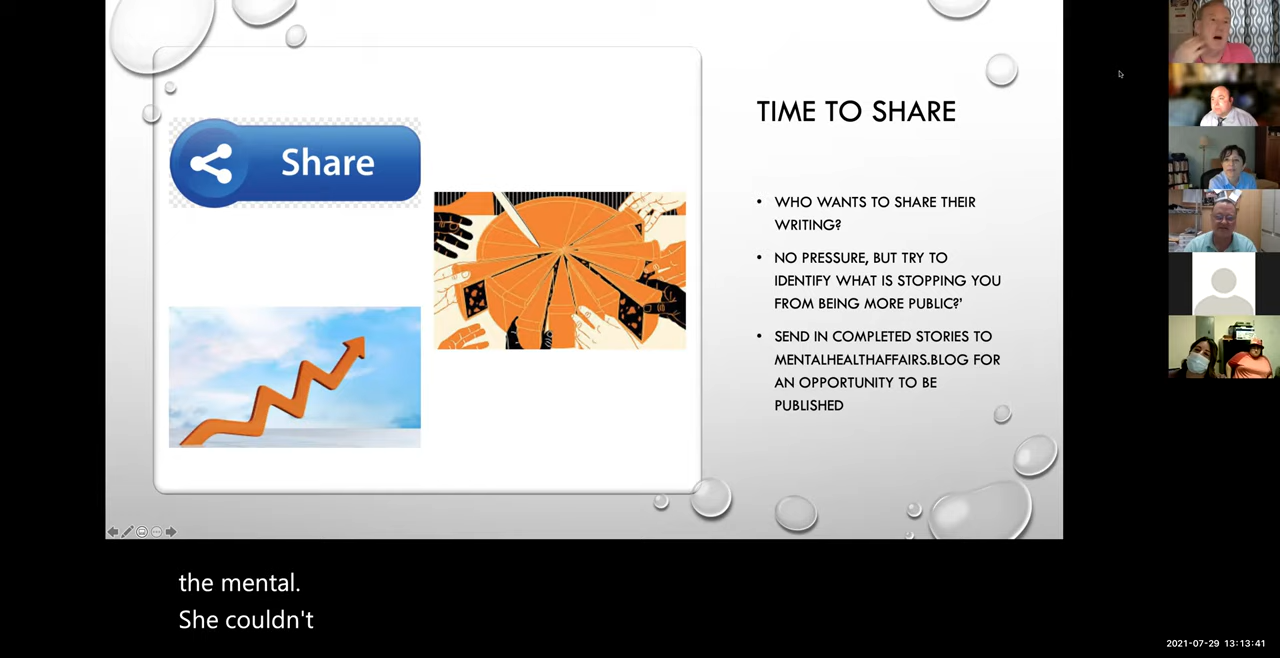 Share
TIME TO SHARE
• WHO WANTS TO SHARE THEIR
WRITING?
• NO PRESSURE, BUT TRY TO
IDENTIFY WHAT IS STOPPING YOU
FROM BEING MORE PUBLIC?'
• SEND IN COMPLETED STORIES TO
MENTALHEALTHAFFAIRS.BLOG FOR
AN OPPORTUNITY TO BE
PUBLISHED
the mental.
She couldn't
2021-07-29 13:13:41